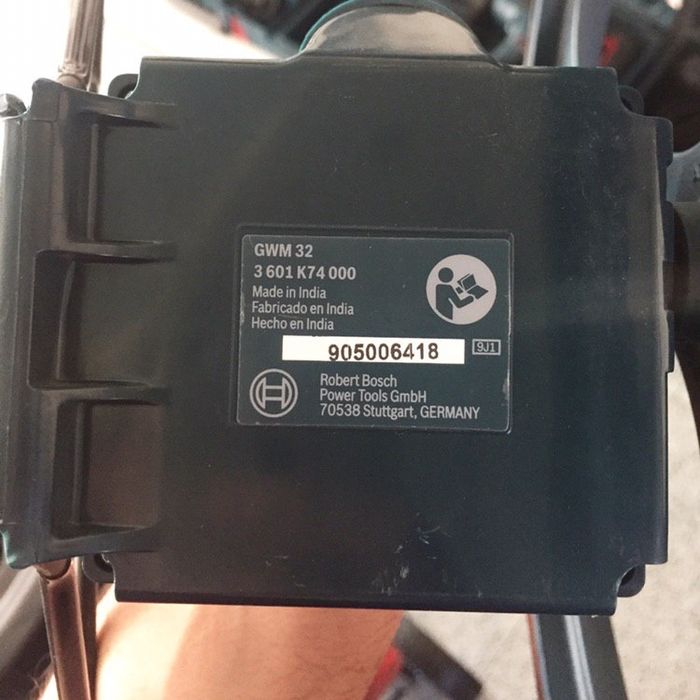 GWM 32
3 601 K74 000
Made in India
Fabricado en India
Hecho en India
905006418 9J1
Robert Bosch
Power Tools GmbH
70538 Stuttgart, GERMANY